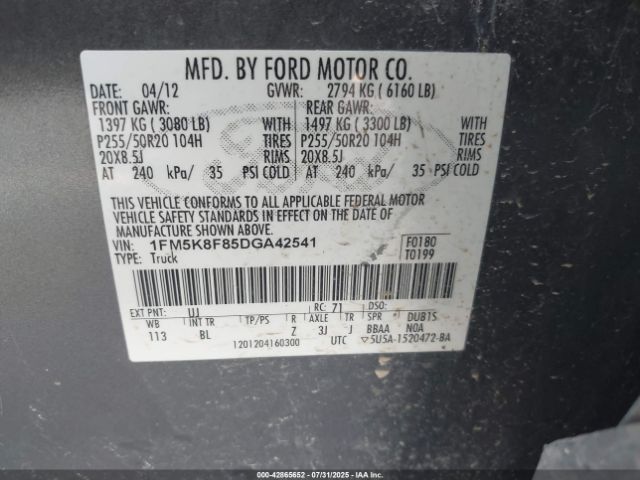 MFD. BY FORD MOTOR CO.
DATE: 04/12 GVWR: 2794 KG ( 6160 LB)
FRONT GAWR: REAR GAWR:
1397 KG ( 3080 LB) 1497 KG ( 3300 LB)
P255/50R20 104H TIRES P255/50R20 104H TIRES
20X8.5J RIMS 20X8.5J RIMS
AT 240 kPa/ 35 PSI COLD AT 240 kPa/ 35 PSI COLD
THIS VEHICLE CONFORMS TO ALL APPLICABLE FEDERAL MOTOR
VEHICLE SAFETY AND THEFT PREVENTION STANDARDS IN EFFECT ON THE DATE OF
MANUFACTURE SHOWN ABOVE.
VIN: 1FM5K8F85DGA42541 F0180
TYPE: Truck T0199
EXT PNT: UJ RC: 71 DSO:
WB INT TR TP/PS R AXLE TR SPR DUB1S
113 BL Z 3J J BBAA NOA
1201204160300 UTC ▽5U5A-1520472-BA
000-42865652 | 07/31/2025 - IAA, Inc.